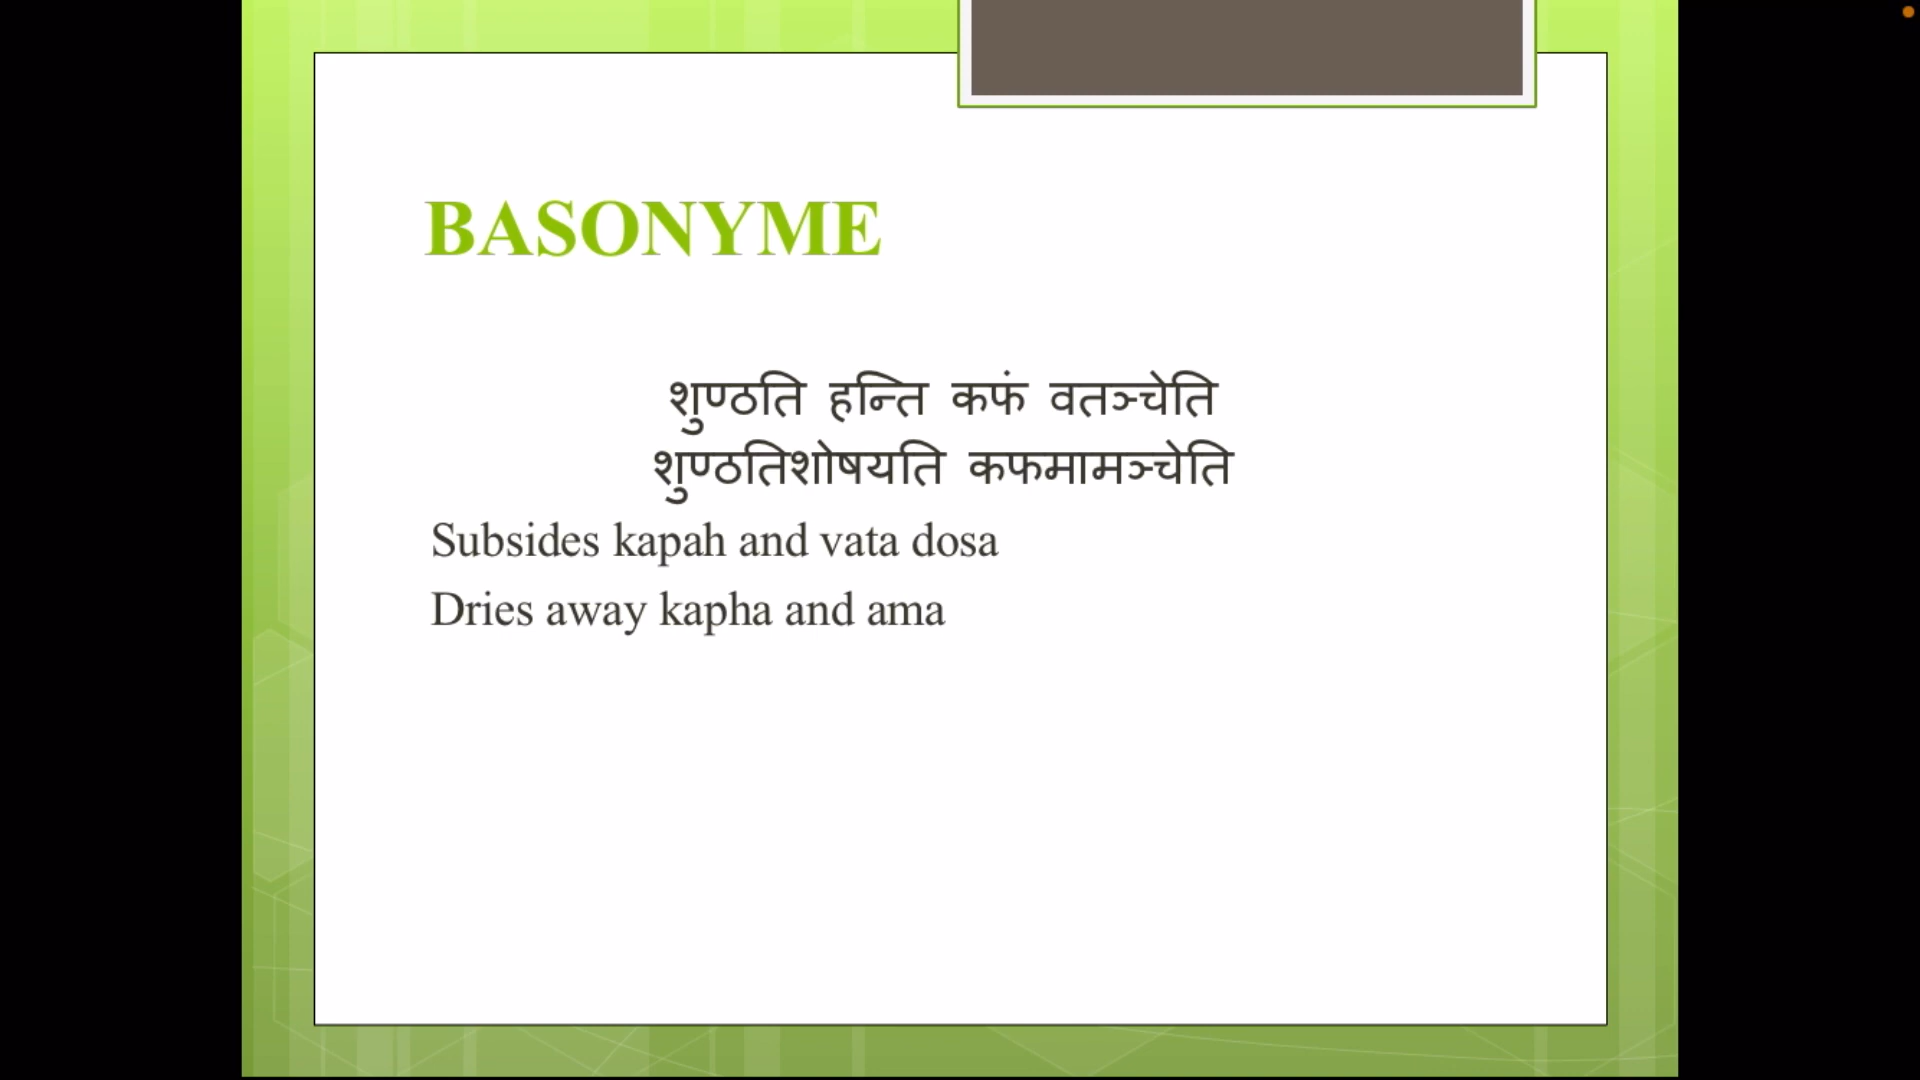 BASONYME
शुण्ठति हन्ति कफं वतञ्चेति
शुण्ठतिशोषयति कफमामञ्चेति
Subsides kapah and vata dosa
Dries away kapha and ama